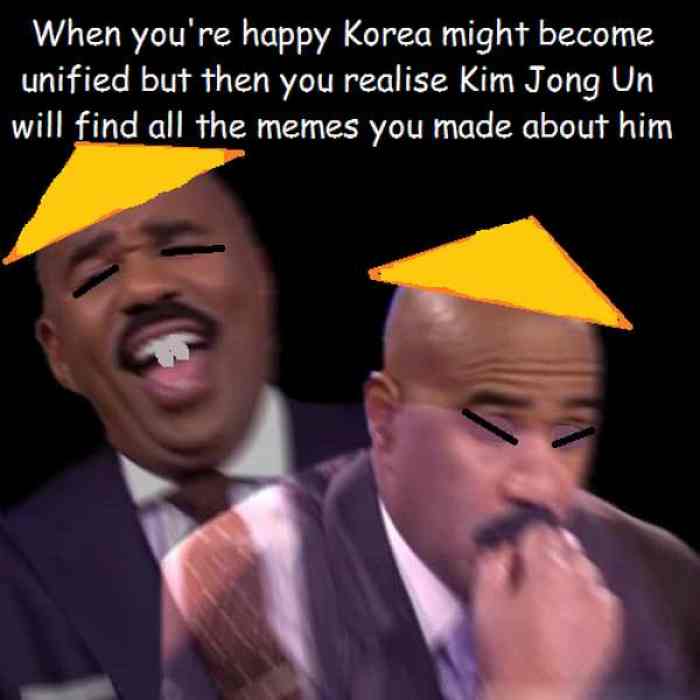 When you're happy Korea might become
unified but then you realise Kim Jong Un
will find all the memes you made about him